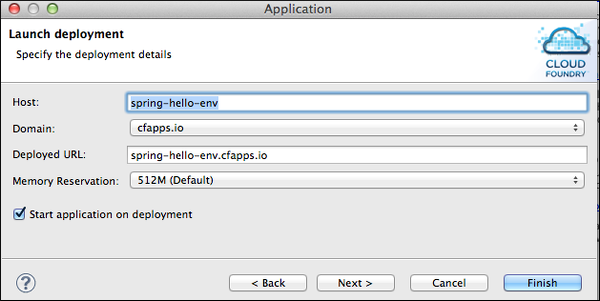 Application
Launch deployment
Specify the deployment details
CLOUD
FOUNDRY
Host: spring-hello-env
Domain: cfapps.io
Deployed URL: spring-hello-env.cfapps.io
Memory Reservation: 512M (Default)
Start application on deployment
? < Back Next > Cancel Finish